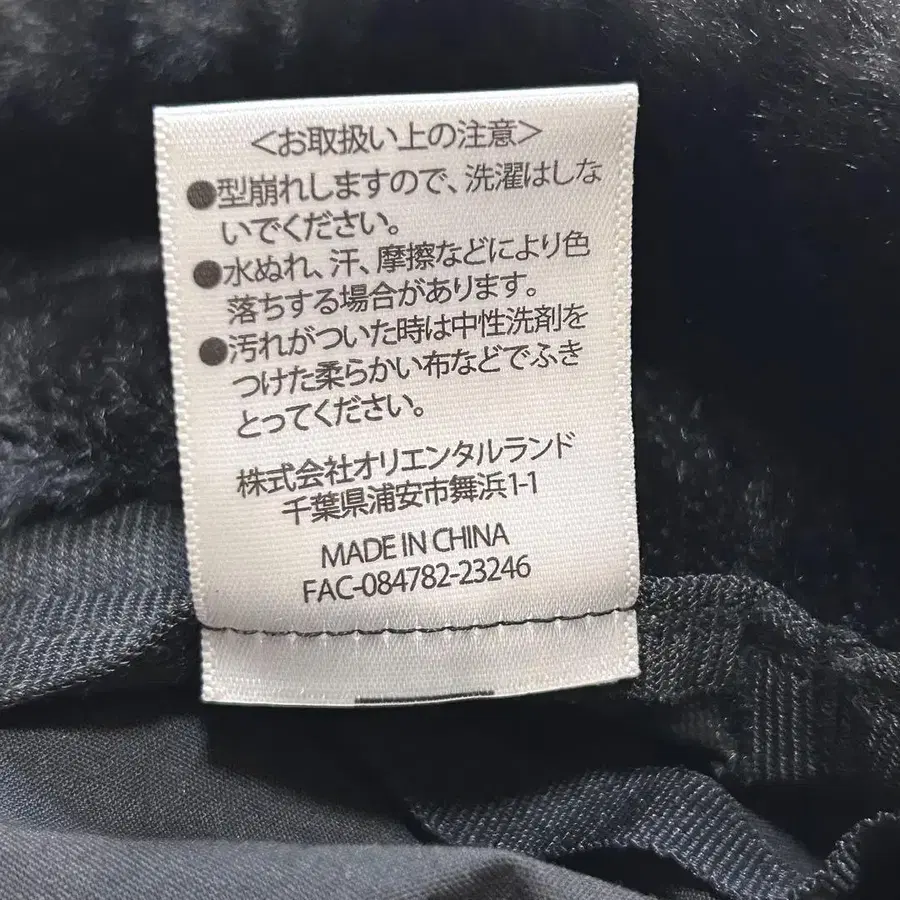 <お取扱い上の注意>
●型崩れしますので、洗濯はしな
いでください。
●水ぬれ、汗、摩擦などにより色
落ちする場合があります。
●汚れがついた時は中性洗剤を
つけた柔らかい布などでふき
とってください。
株式会社オリエンタルランド
千葉県浦安市舞浜1-1
MADE IN CHINA
FAC-084782-23246